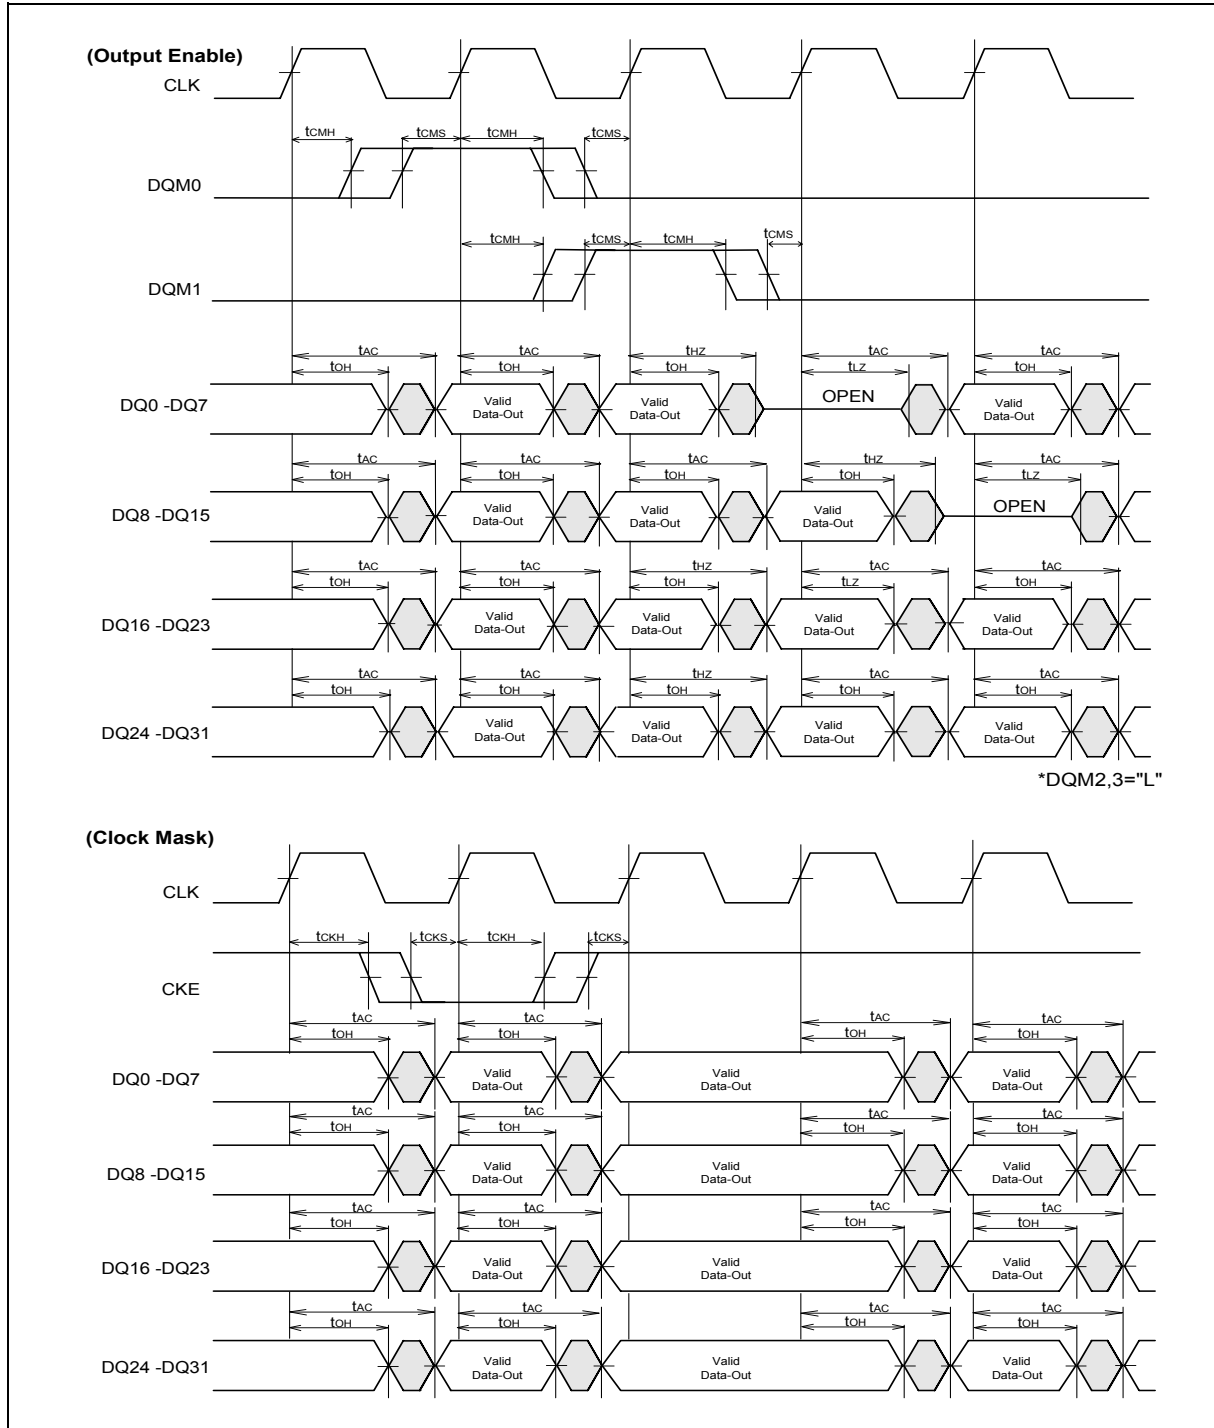 (Output Enable)
CLK
tCMH tCMS tCMH tCMS
DQM0
tCMH tCMS tCMH tCMS
DQM1
tAC tAC tHZ tAC tAC
tOH tOH tOH tLZ tOH
DQ0 -DQ7 Valid Data-Out Valid Data-Out OPEN Valid Data-Out
tAC tAC tAC tHZ tAC
tOH tOH tOH tOH tLZ
DQ8 -DQ15 Valid Data-Out Valid Data-Out Valid Data-Out OPEN
tAC tAC tHZ tAC tAC
tOH tOH tOH tLZ tOH
DQ16 -DQ23 Valid Data-Out Valid Data-Out Valid Data-Out Valid Data-Out
tAC tAC tHZ tAC tAC
tOH tOH tOH tOH tOH
DQ24 -DQ31 Valid Data-Out Valid Data-Out Valid Data-Out Valid Data-Out
*DQM2,3="L"
(Clock Mask)
CLK
tCKH tCKS tCKH tCKS
CKE
tAC tAC tAC tAC
tOH tOH tOH tOH
DQ0 -DQ7 Valid Data-Out Valid Data-Out Valid Data-Out
tAC tAC tAC tAC
tOH tOH tOH tOH
DQ8 -DQ15 Valid Data-Out Valid Data-Out Valid Data-Out
tAC tAC tAC tAC
tOH tOH tOH tOH
DQ16 -DQ23 Valid Data-Out Valid Data-Out Valid Data-Out
tAC tAC tAC tAC
tOH tOH tOH tOH
DQ24 -DQ31 Valid Data-Out Valid Data-Out Valid Data-Out